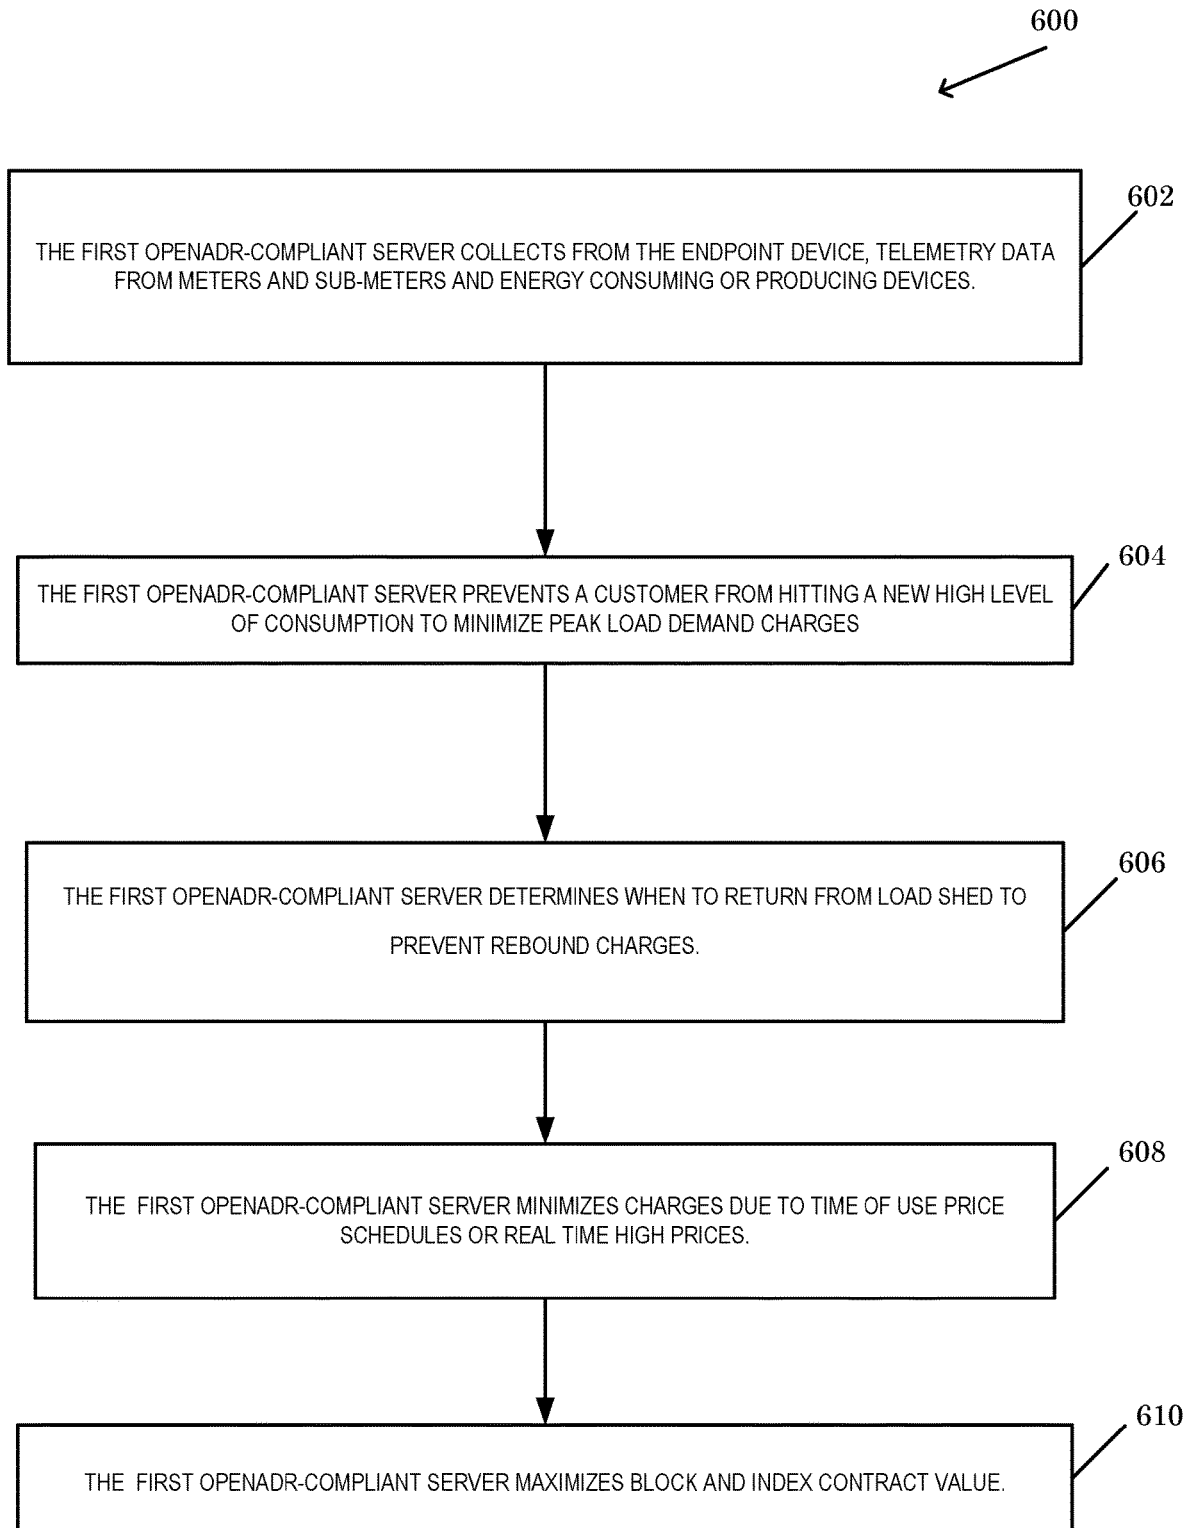 600
602
THE FIRST OPENADR-COMPLIANT SERVER COLLECTS FROM THE ENDPOINT DEVICE, TELEMETRY DATA
FROM METERS AND SUB-METERS AND ENERGY CONSUMING OR PRODUCING DEVICES.
604
THE FIRST OPENADR-COMPLIANT SERVER PREVENTS A CUSTOMER FROM HITTING A NEW HIGH LEVEL
OF CONSUMPTION TO MINIMIZE PEAK LOAD DEMAND CHARGES
606
THE FIRST OPENADR-COMPLIANT SERVER DETERMINES WHEN TO RETURN FROM LOAD SHED TO
PREVENT REBOUND CHARGES.
608
THE FIRST OPENADR-COMPLIANT SERVER MINIMIZES CHARGES DUE TO TIME OF USE PRICE
SCHEDULES OR REAL TIME HIGH PRICES.
610
THE FIRST OPENADR-COMPLIANT SERVER MAXIMIZES BLOCK AND INDEX CONTRACT VALUE.